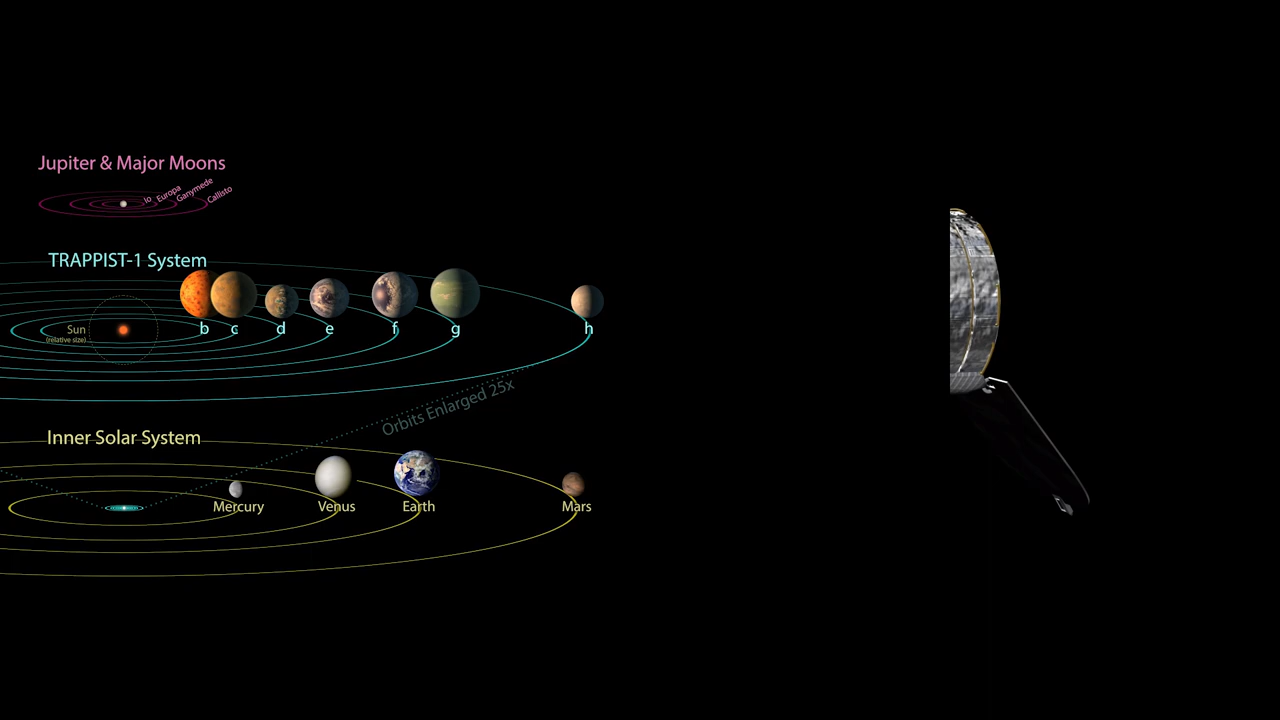 Jupiter & Major Moons
Io
Europa
Ganymede
Callisto
TRAPPIST-1 System
Sun
(relative size)
b
c
d
e
f
g
h
Orbits Enlarged 25x
Inner Solar System
Mercury
Venus
Earth
Mars